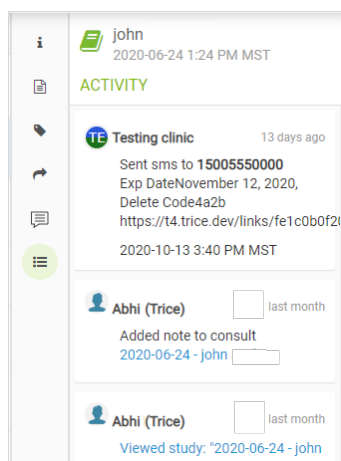 john
2020-06-24 1:24 PM MST
ACTIVITY
TE Testing clinic 13 days ago
Sent sms to 15005550000
Exp DateNovember 12, 2020,
Delete Code4a2b
https://t4.trice.dev/links/fe1c0b0f20
2020-10-13 3:40 PM MST
Abhi (Trice) last month
Added note to consult
2020-06-24 - john
Abhi (Trice) last month
Viewed study: "2020-06-24 - john